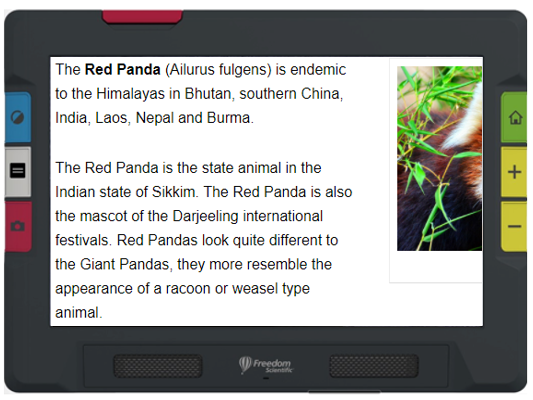 The Red Panda (Ailurus fulgens) is endemic
to the Himalayas in Bhutan, southern China,
India, Laos, Nepal and Burma.
The Red Panda is the state animal in the
Indian state of Sikkim. The Red Panda is also
the mascot of the Darjeeling international
festivals. Red Pandas look quite different to
the Giant Pandas, they more resemble the
appearance of a racoon or weasel type
animal.
Freedom
Scientific